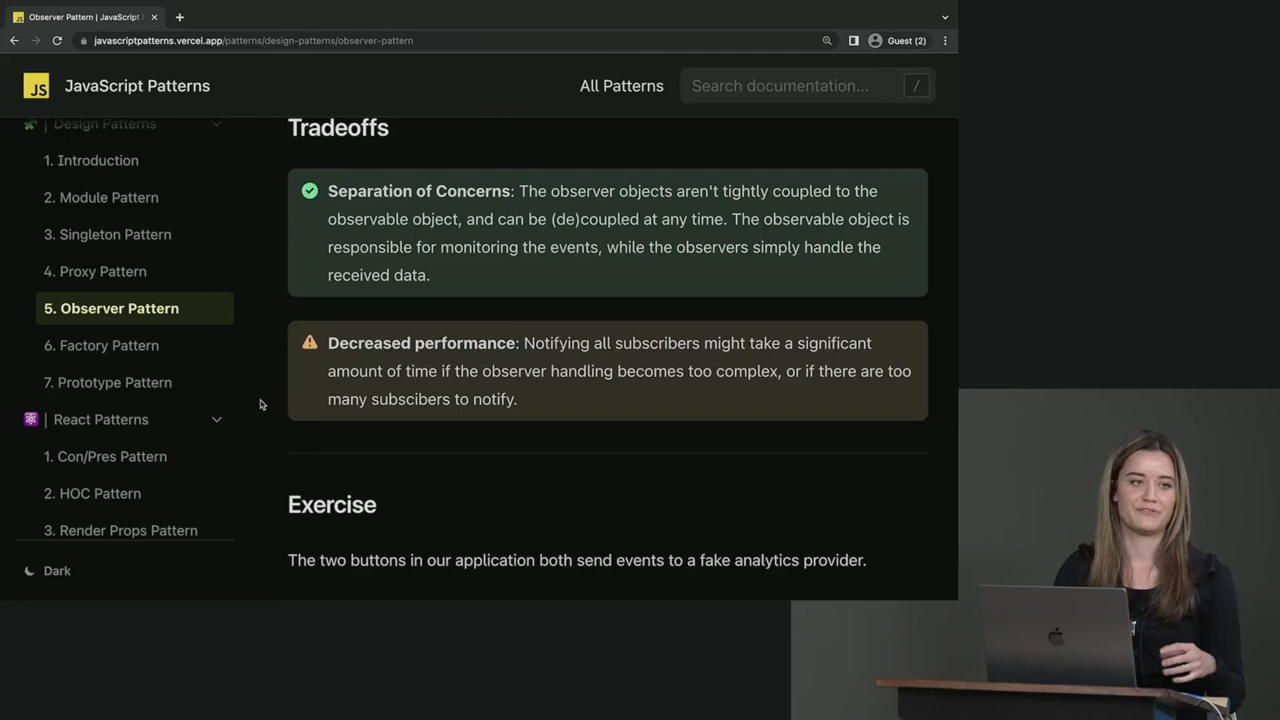 Observer Pattern | JavaScript
javascriptpatterns.vercel.app/patterns/design-patterns/observer-pattern
Guest (2)
JS
JavaScript Patterns
All Patterns
Search documentation...
/
| Design Patterns
1. Introduction
2. Module Pattern
3. Singleton Pattern
4. Proxy Pattern
5. Observer Pattern
6. Factory Pattern
7. Prototype Pattern
| React Patterns
1. Con/Pres Pattern
2. HOC Pattern
3. Render Props Pattern
Dark
Tradeoffs
Separation of Concerns: The observer objects aren't tightly coupled to the
observable object, and can be (de)coupled at any time. The observable object is
responsible for monitoring the events, while the observers simply handle the
received data.
Decreased performance: Notifying all subscribers might take a significant
amount of time if the observer handling becomes too complex, or if there are too
many subscibers to notify.
Exercise
The two buttons in our application both send events to a fake analytics provider.